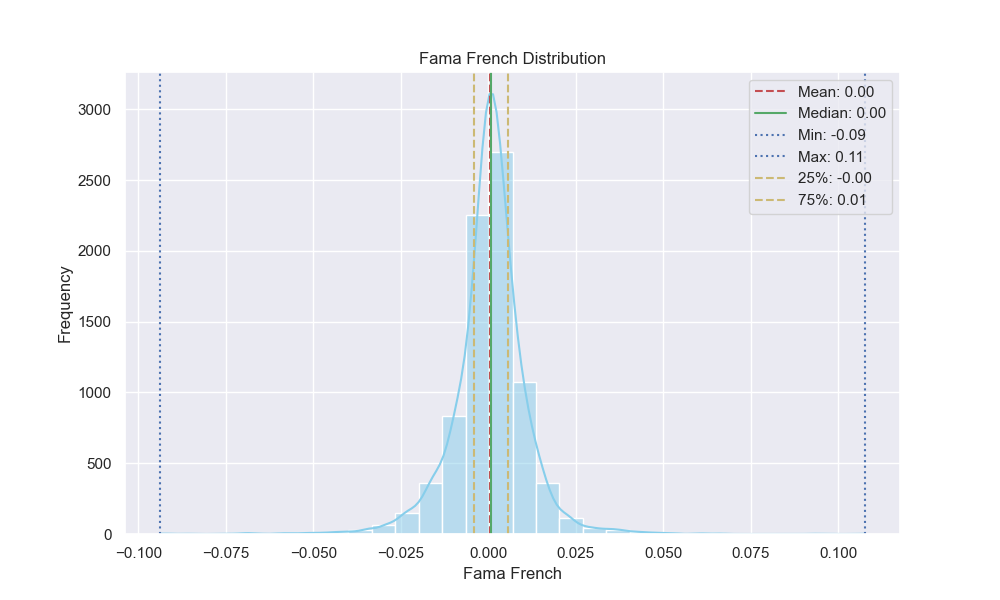 Fama French Distribution
Mean: 0.00
Median: 0.00
Min: -0.09
Max: 0.11
25%: -0.00
75%: 0.01
Frequency
3000
2500
2000
1500
1000
500
0
−0.100 −0.075 −0.050 −0.025 0.000 0.025 0.050 0.075 0.100
Fama French